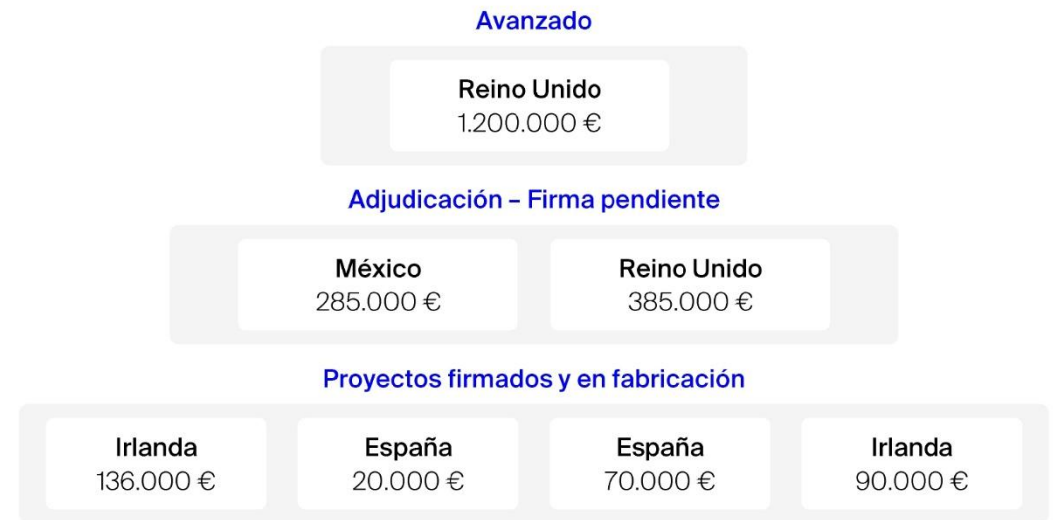 Avanzado
Reino Unido
1.200.000 €
Adjudicación – Firma pendiente
México
285.000 €
Reino Unido
385.000 €
Proyectos firmados y en fabricación
Irlanda
136.000 €
España
20.000 €
España
70.000 €
Irlanda
90.000 €